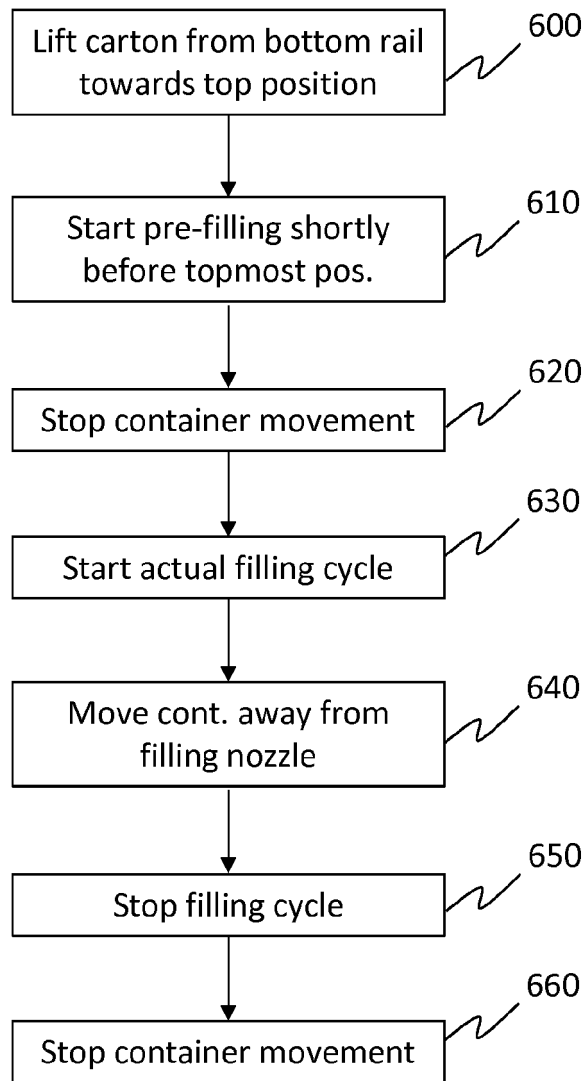 600
Lift carton from bottom rail
towards top position
610
Start pre-filling shortly
before topmost pos.
620
Stop container movement
630
Start actual filling cycle
640
Move cont. away from
filling nozzle
650
Stop filling cycle
660
Stop container movement